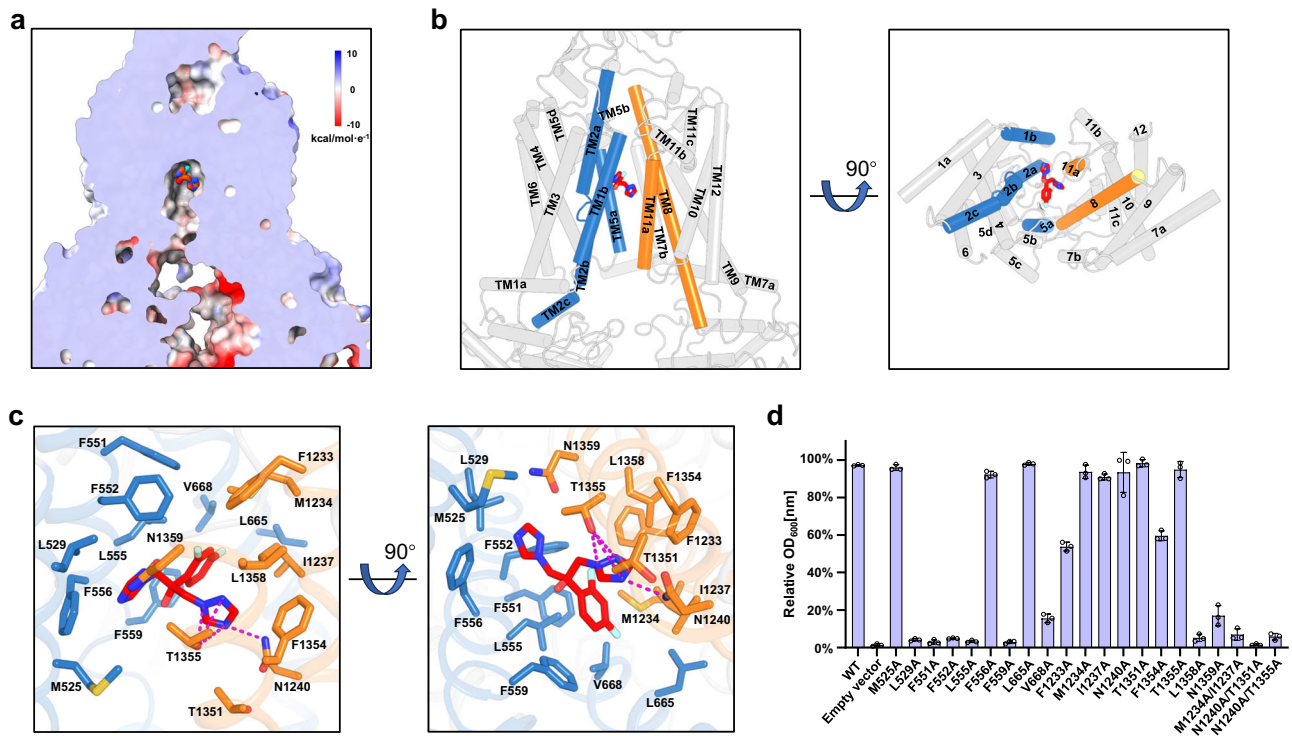 a
10
0
-10
kcal/mol·e⁻¹
b
TM5d
TM4
TM6
TM3
TM2a
TM5b
TM1b
TM5a
TM2b
TM1a
TM2c
TM11c
TM11b
TM12
TM10
TM8
TM11a
TM7b
TM9
TM7a
90°
1b
11b
12
1a
3
2a
11a
2b
2c
8
10
9
11c
4
5a
5d
5b
6
5c
7b
7a
c
F551
F1233
F552
V668
M1234
L665
L529
L555
N1359
I1237
L1358
F556
F559
F1354
T1355
M525
N1240
T1351
90°
N1359
L529
L1358
T1355
F1354
M525
F552
F1233
T1351
F551
I1237
F556
M1234
N1240
L555
F559
V668
L665
d
Relative OD₆₀₀[nm]
100%
80%
60%
40%
20%
0%
WT
Empty vector
M525A
L529A
F551A
F552A
L555A
F556A
F559A
L665A
V668A
F1233A
M1234A
I1237A
N1240A
T1351A
F1354A
T1355A
L1358A
N1359A
M1234A/I1237A
N1240A/T1351A
N1240A/T1355A